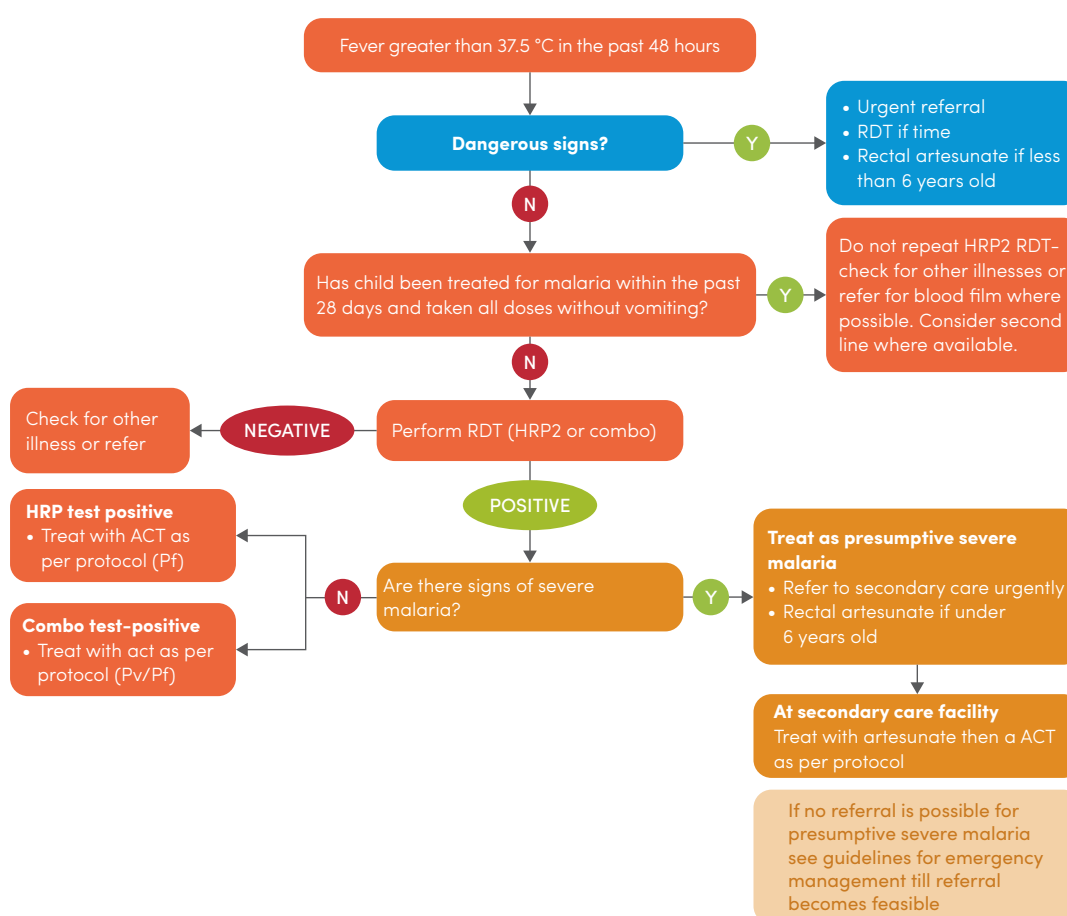 Fever greater than 37.5 °C in the past 48 hours
Dangerous signs?
Y
• Urgent referral
• RDT if time
• Rectal artesunate if less
than 6 years old
N
Has child been treated for malaria within the past
28 days and taken all doses without vomiting?
Y
Do not repeat HRP2 RDT-
check for other illnesses or
refer for blood film where
possible. Consider second
line where available.
N
Perform RDT (HRP2 or combo)
NEGATIVE
Check for other
illness or refer
POSITIVE
Are there signs of severe
malaria?
N
HRP test positive
• Treat with ACT as
per protocol (Pf)
Combo test-positive
• Treat with act as per
protocol (Pv/Pf)
Y
Treat as presumptive severe
malaria
• Refer to secondary care urgently
• Rectal artesunate if under
6 years old
At secondary care facility
Treat with artesunate then a ACT
as per protocol
If no referral is possible for
presumptive severe malaria
see guidelines for emergency
management till referral
becomes feasible